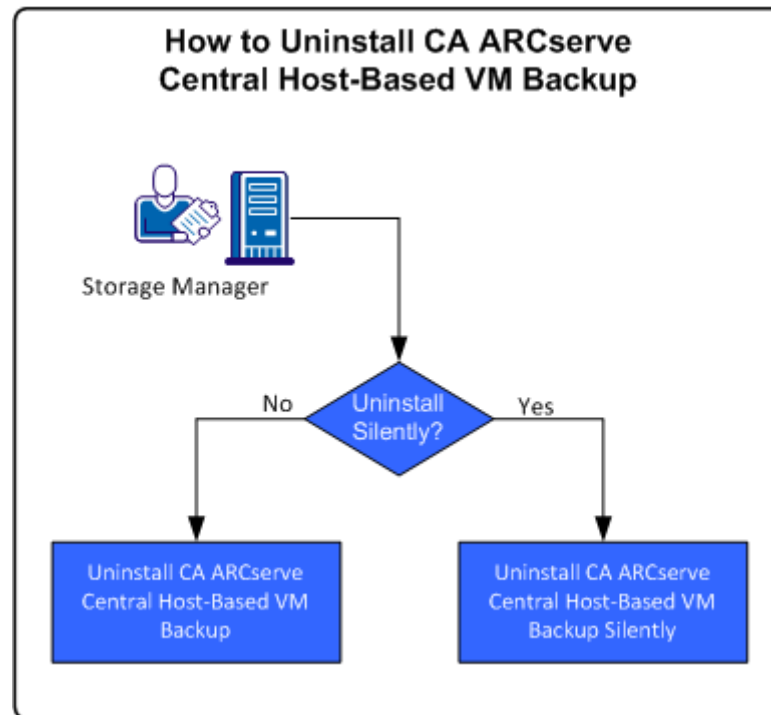 How to Uninstall CA ARCserve
Central Host-Based VM Backup
Storage Manager
Uninstall
Silently?
No
Yes
Uninstall CA ARCserve
Central Host-Based VM
Backup
Uninstall CA ARCserve
Central Host-Based VM
Backup Silently